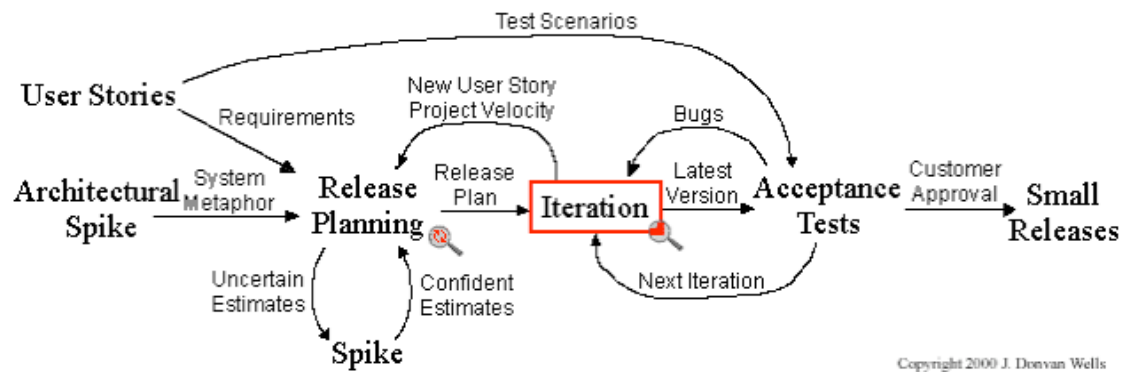 Test Scenarios
User Stories
New User Story
Project Velocity
Bugs
Requirements
Architectural
Spike
System
Metaphor
Release
Planning
Release
Plan
Iteration
Latest
Version
Acceptance
Tests
Customer
Approval
Small
Releases
Uncertain
Estimates
Confident
Estimates
Next Iteration
Spike
Copyright 2000 J. Donvan Wells